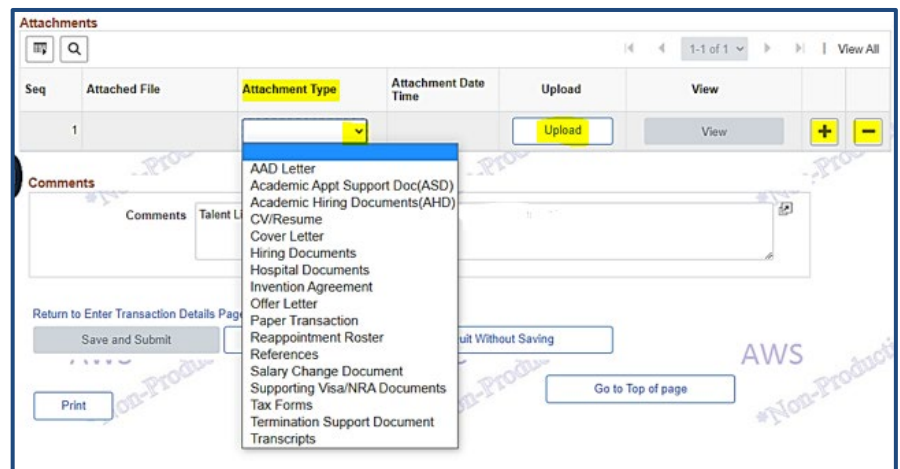 Attachments
1-1 of 1 View All
Seq Attached File Attachment Type Attachment Date Time Upload View
1 Upload View + −
Comments
Comments Talent
AAD Letter
Academic Appt Support Doc(ASD)
Academic Hiring Documents(AHD)
CV/Resume
Cover Letter
Hiring Documents
Hospital Documents
Invention Agreement
Offer Letter
Paper Transaction
Reappointment Roster
References
Salary Change Document
Supporting Visa/NRA Documents
Tax Forms
Termination Support Document
Transcripts
Return to Enter Transaction Details Page
Save and Submit Without Saving
AWS
Print Go to Top of page